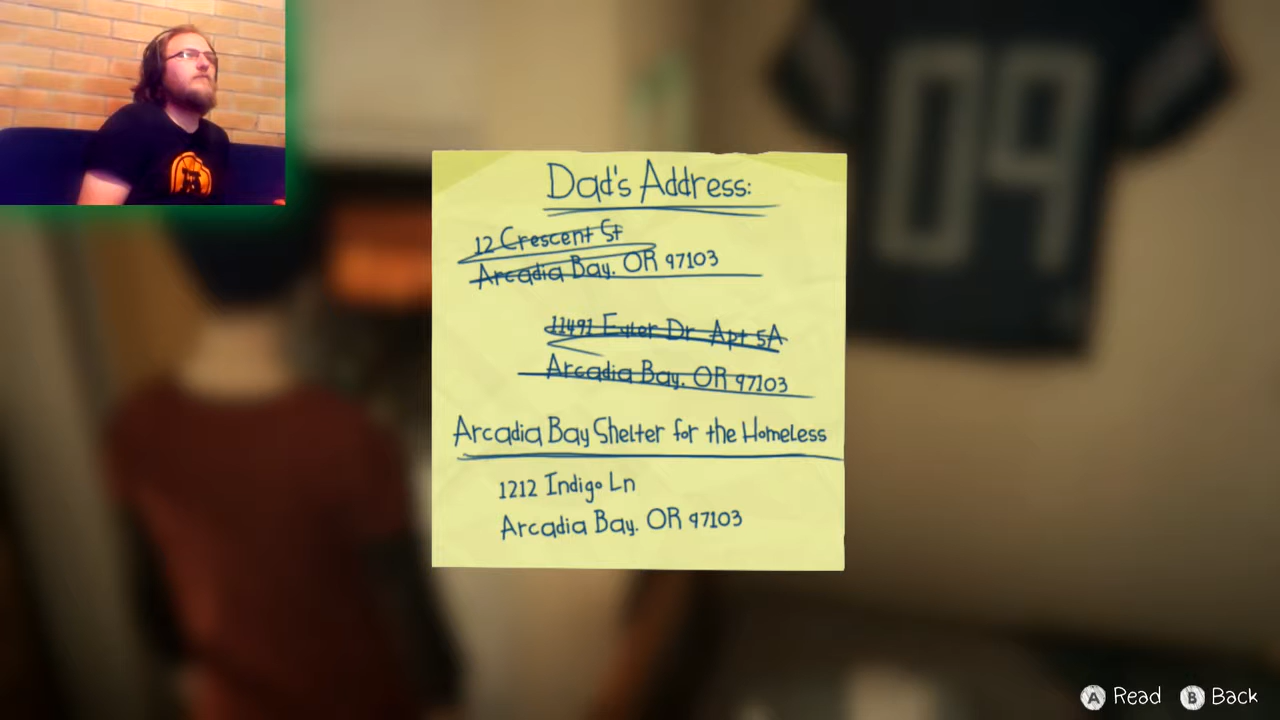 Dad's Address:
12 Crescent St
Arcadia Bay. OR 97103
11491 Dr Apt 5A
Arcadia Bay. OR 97103
Arcadia Bay Shelter for the Homeless
1212 Indigo Ln
Arcadia Bay. OR 97103
09
A Read B Back